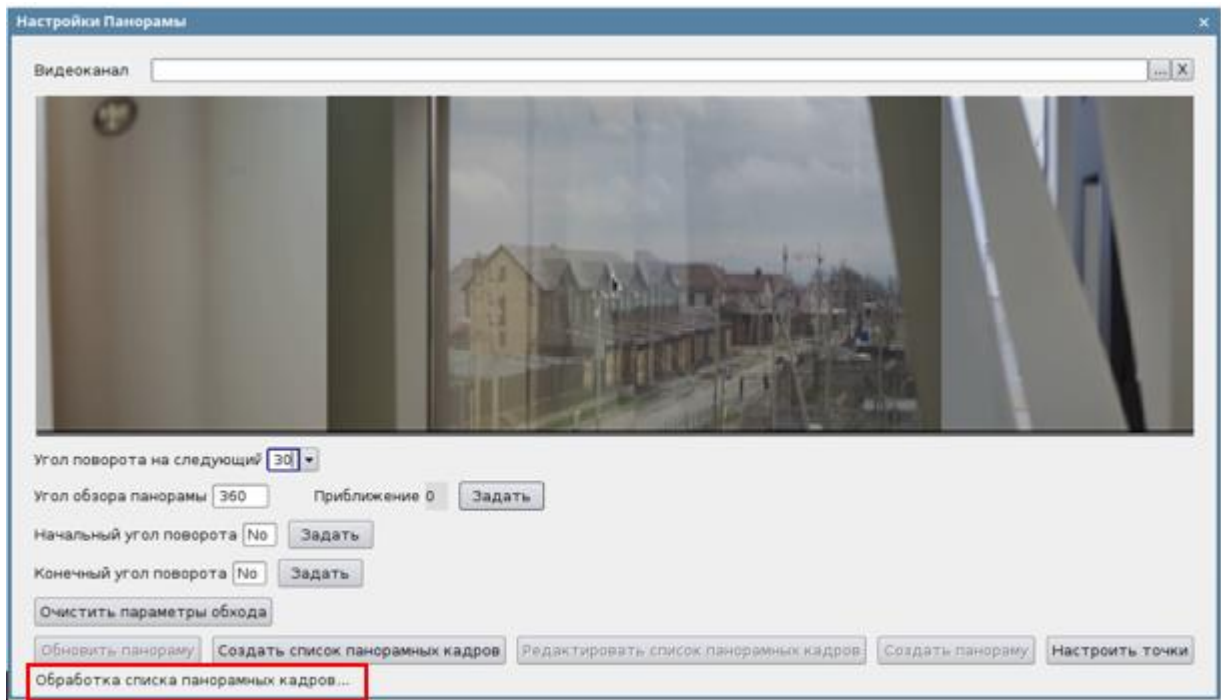 Настройки Панорамы ×
Видеоканал ... X
Угол поворота на следующий 30
Угол обзора панорамы 360 Приближение 0 Задать
Начальный угол поворота No Задать
Конечный угол поворота No Задать
Очистить параметры обхода
Обновить панораму Создать список панорамных кадров Редактировать список панорамных кадров Создать панораму Настроить точки
Обработка списка панорамных кадров...